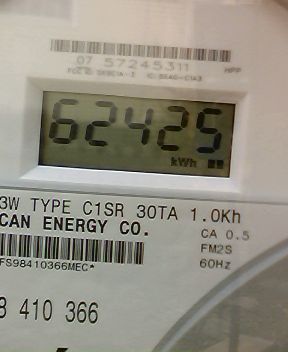 07 57245311 HPP
62425
kWh
3W TYPE C1SR 30TA 1.0Kh
CAN ENERGY CO. CA 0.5
FM2S
FS98410366MEC* 60Hz
8 410 366